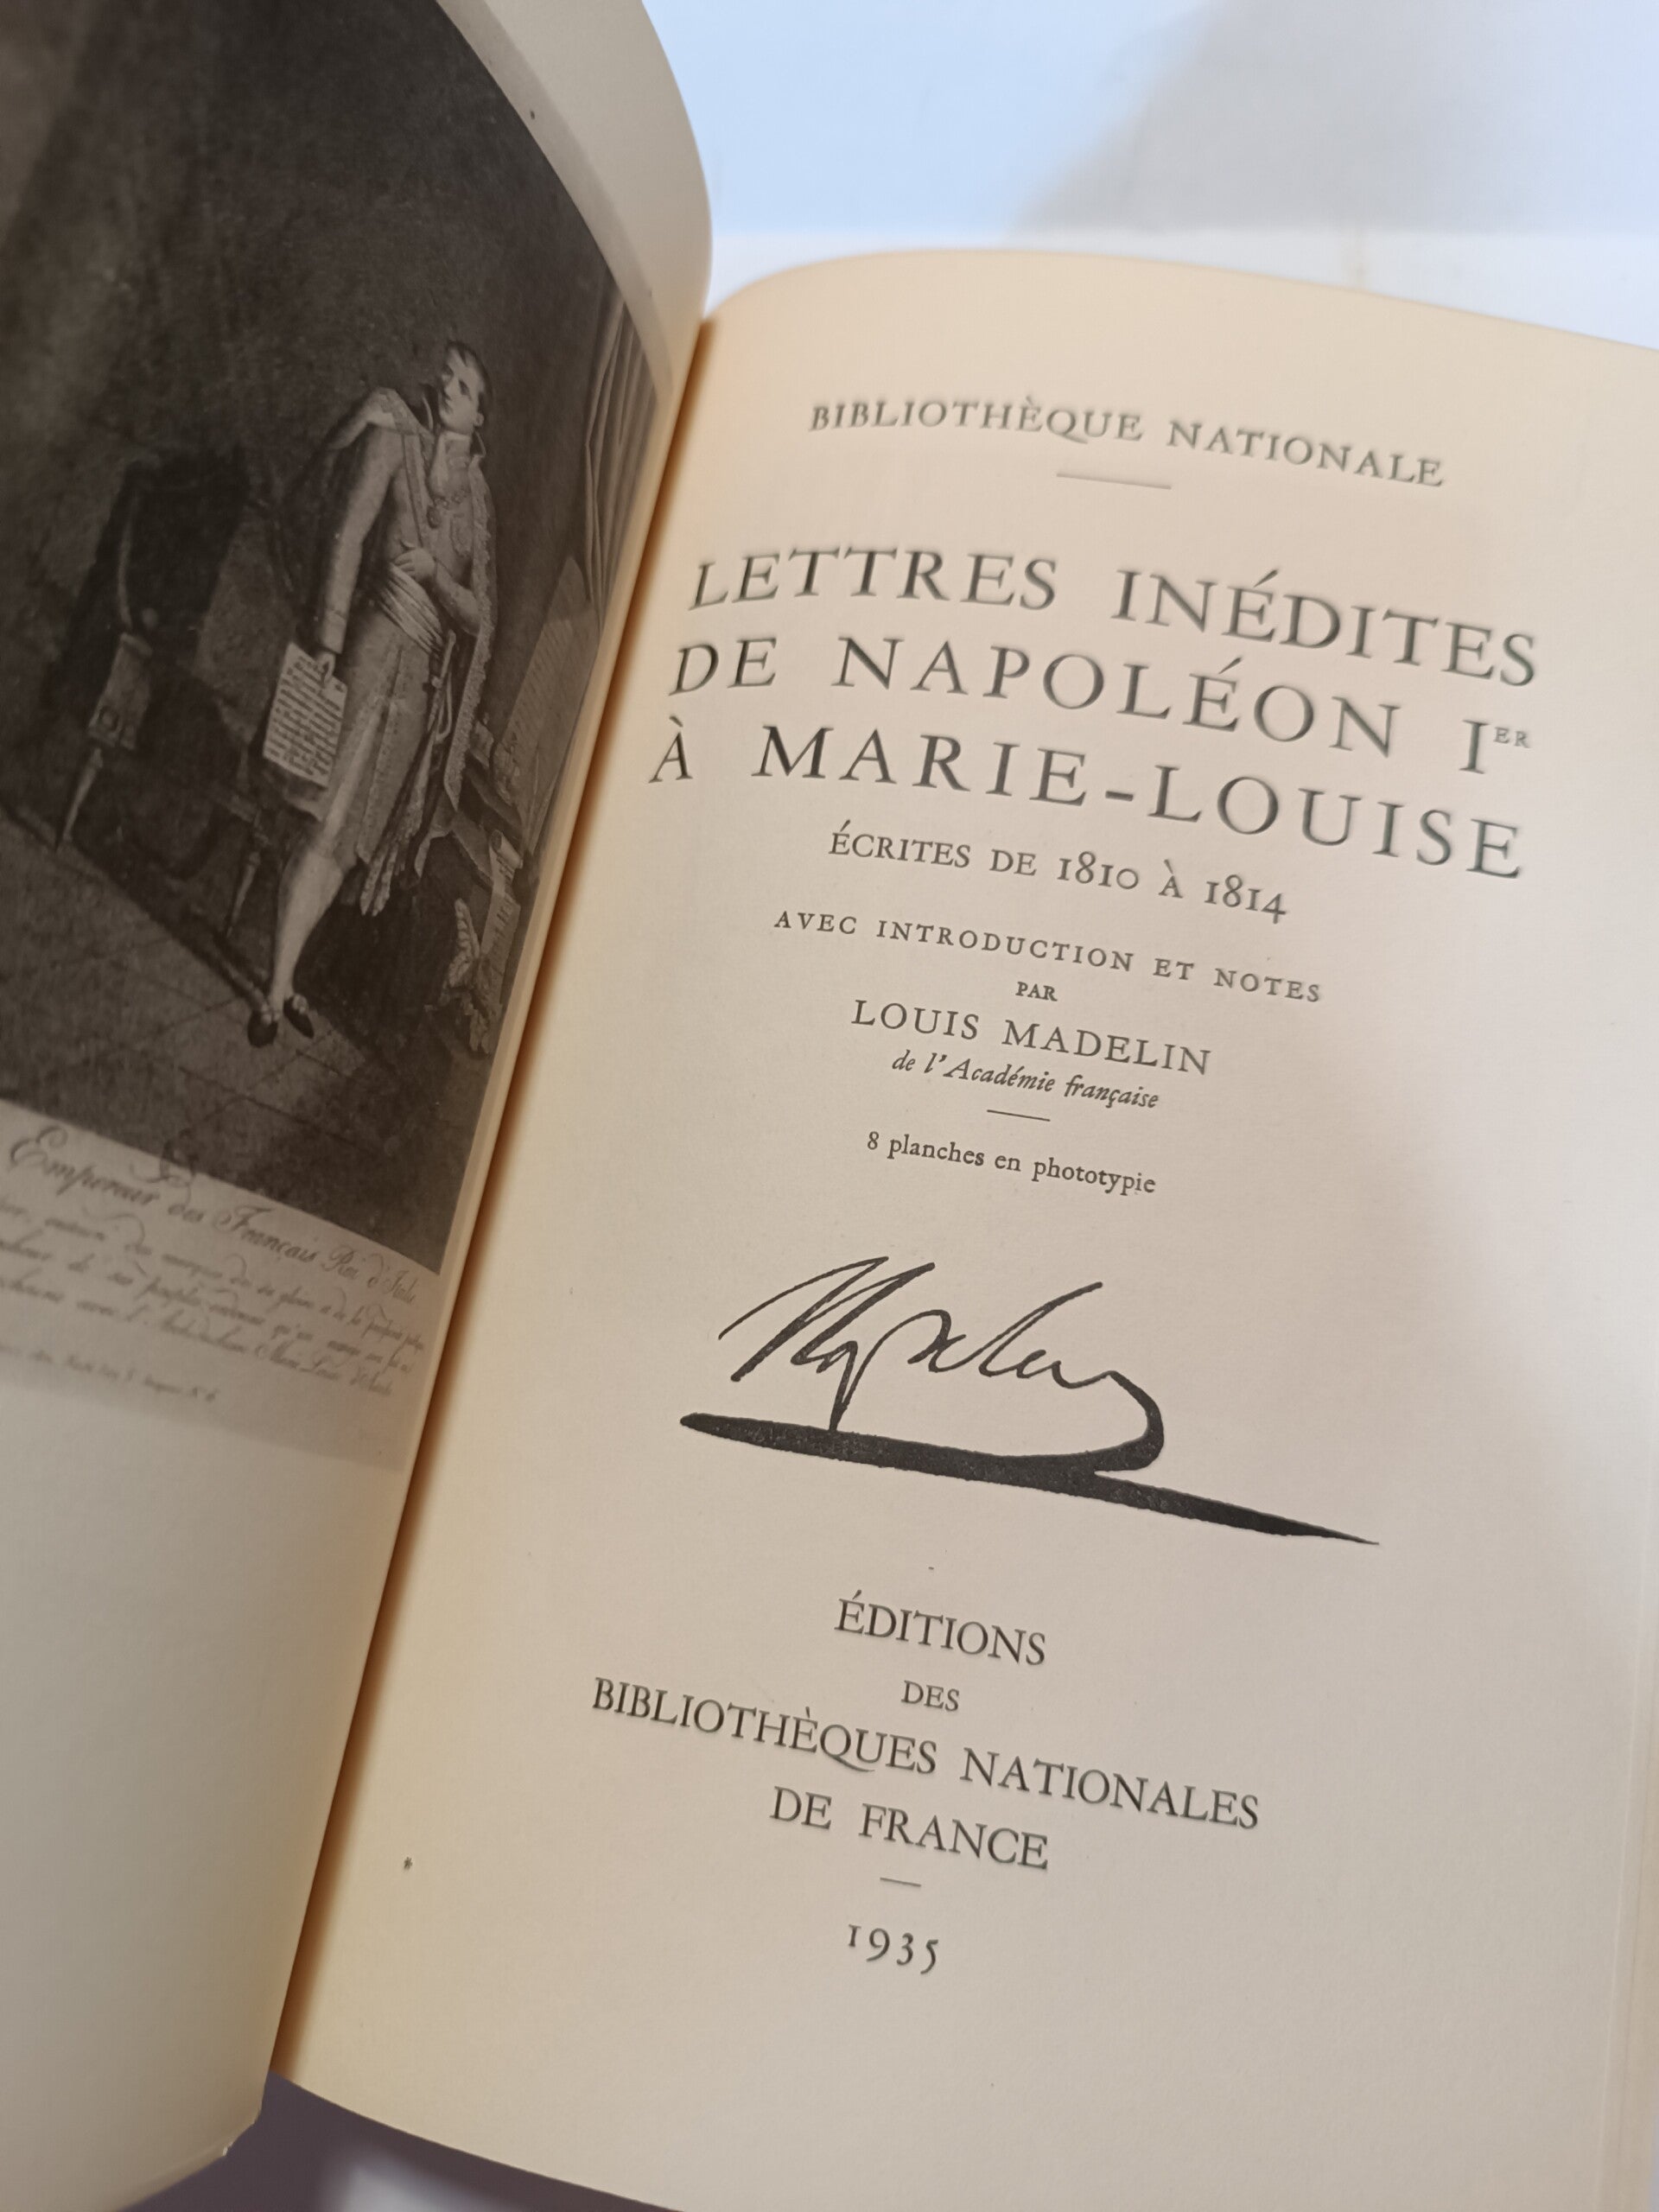 Empereur des Français Roi d'Italie
BIBLIOTHÈQUE NATIONALE
LETTRES INÉDITES
DE NAPOLÉON IER
À MARIE-LOUISE
ÉCRITES DE 1810 À 1814
AVEC INTRODUCTION ET NOTES
PAR
LOUIS MADELIN
de l'Académie française
8 planches en phototypie
ÉDITIONS
DES
BIBLIOTHÈQUES NATIONALES
DE FRANCE
*
1935